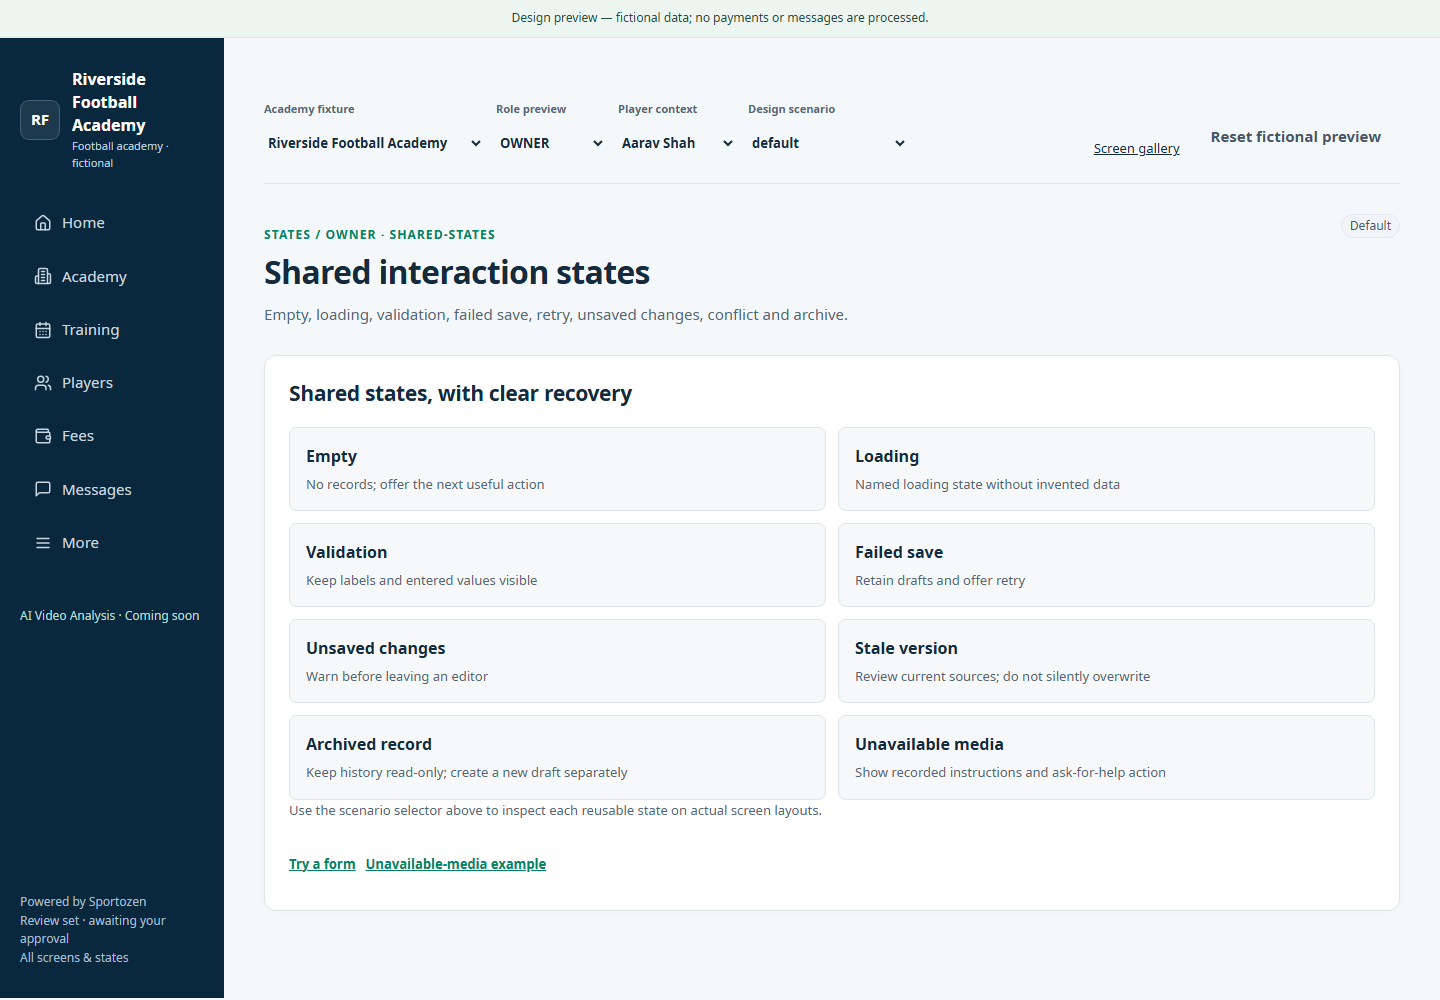 Design preview — fictional data; no payments or messages are processed.
RF
Riverside
Football
Academy
Football academy ·
fictional
Home
Academy
Training
Players
Fees
Messages
More
AI Video Analysis · Coming soon
Powered by Sportozen
Review set · awaiting your
approval
All screens & states
Academy fixture
Riverside Football Academy
Role preview
OWNER
Player context
Aarav Shah
Design scenario
default
Screen gallery
Reset fictional preview
STATES / OWNER · SHARED-STATES
Default
Shared interaction states
Empty, loading, validation, failed save, retry, unsaved changes, conflict and archive.
Shared states, with clear recovery
Empty
No records; offer the next useful action
Loading
Named loading state without invented data
Validation
Keep labels and entered values visible
Failed save
Retain drafts and offer retry
Unsaved changes
Warn before leaving an editor
Stale version
Review current sources; do not silently overwrite
Archived record
Keep history read-only; create a new draft separately
Unavailable media
Show recorded instructions and ask-for-help action
Use the scenario selector above to inspect each reusable state on actual screen layouts.
Try a form Unavailable-media example